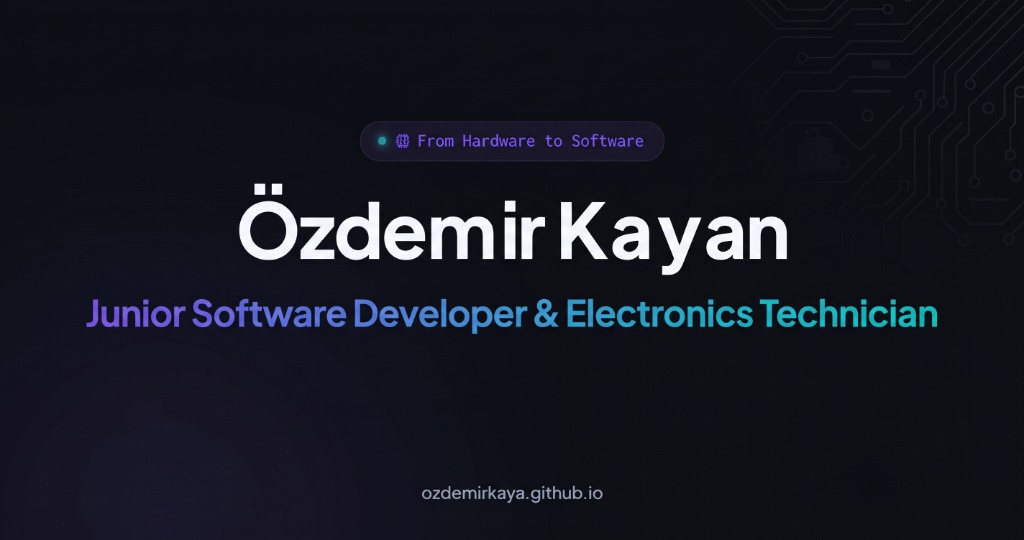 From Hardware to Software
Özdemir Kayan
Junior Software Developer & Electronics Technician
ozdemirkaya.github.io